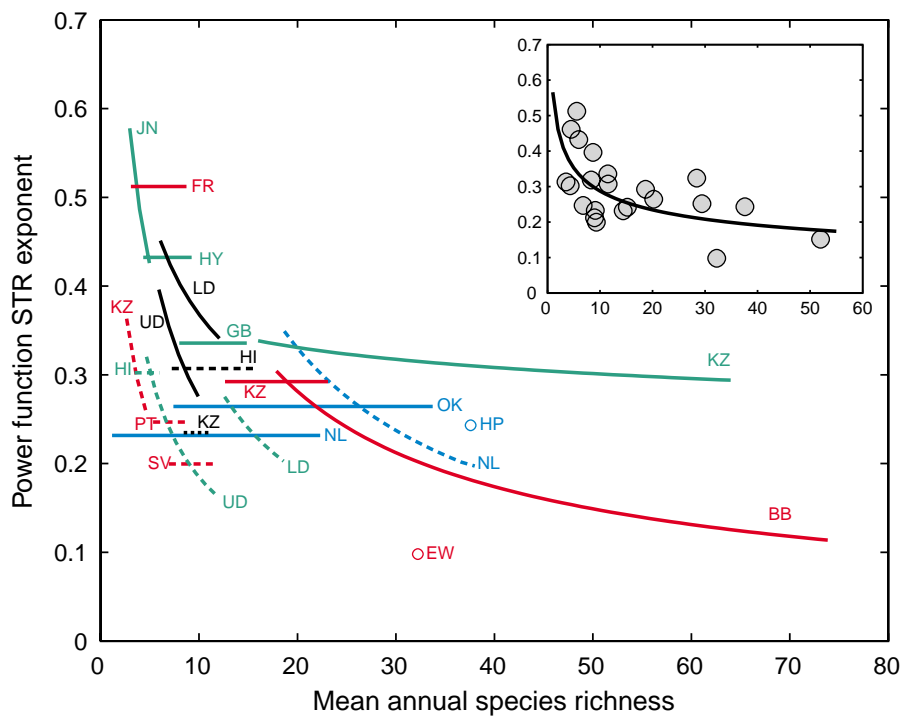 0.7
0.6
0.5
0.4
0.3
0.2
0.1
0
Power function STR exponent
0 10 20 30 40 50 60 70 80
Mean annual species richness
JN
FR
HY
LD
KZ
UD
GB
HI
KZ
HI
KZ
OK
PT
KZ
HP
NL
NL
SV
LD
UD
BB
EW
0.7
0.6
0.5
0.4
0.3
0.2
0.1
0
0 10 20 30 40 50 60